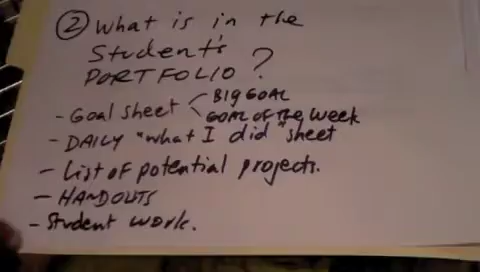 ② What is in the
Student's
PORTFOLIO?
- Goal sheet < BIG GOAL
GOAL OF THE Week
- DAILY "what I did" sheet
- List of potential projects.
- HANDOUTS
- Student work.